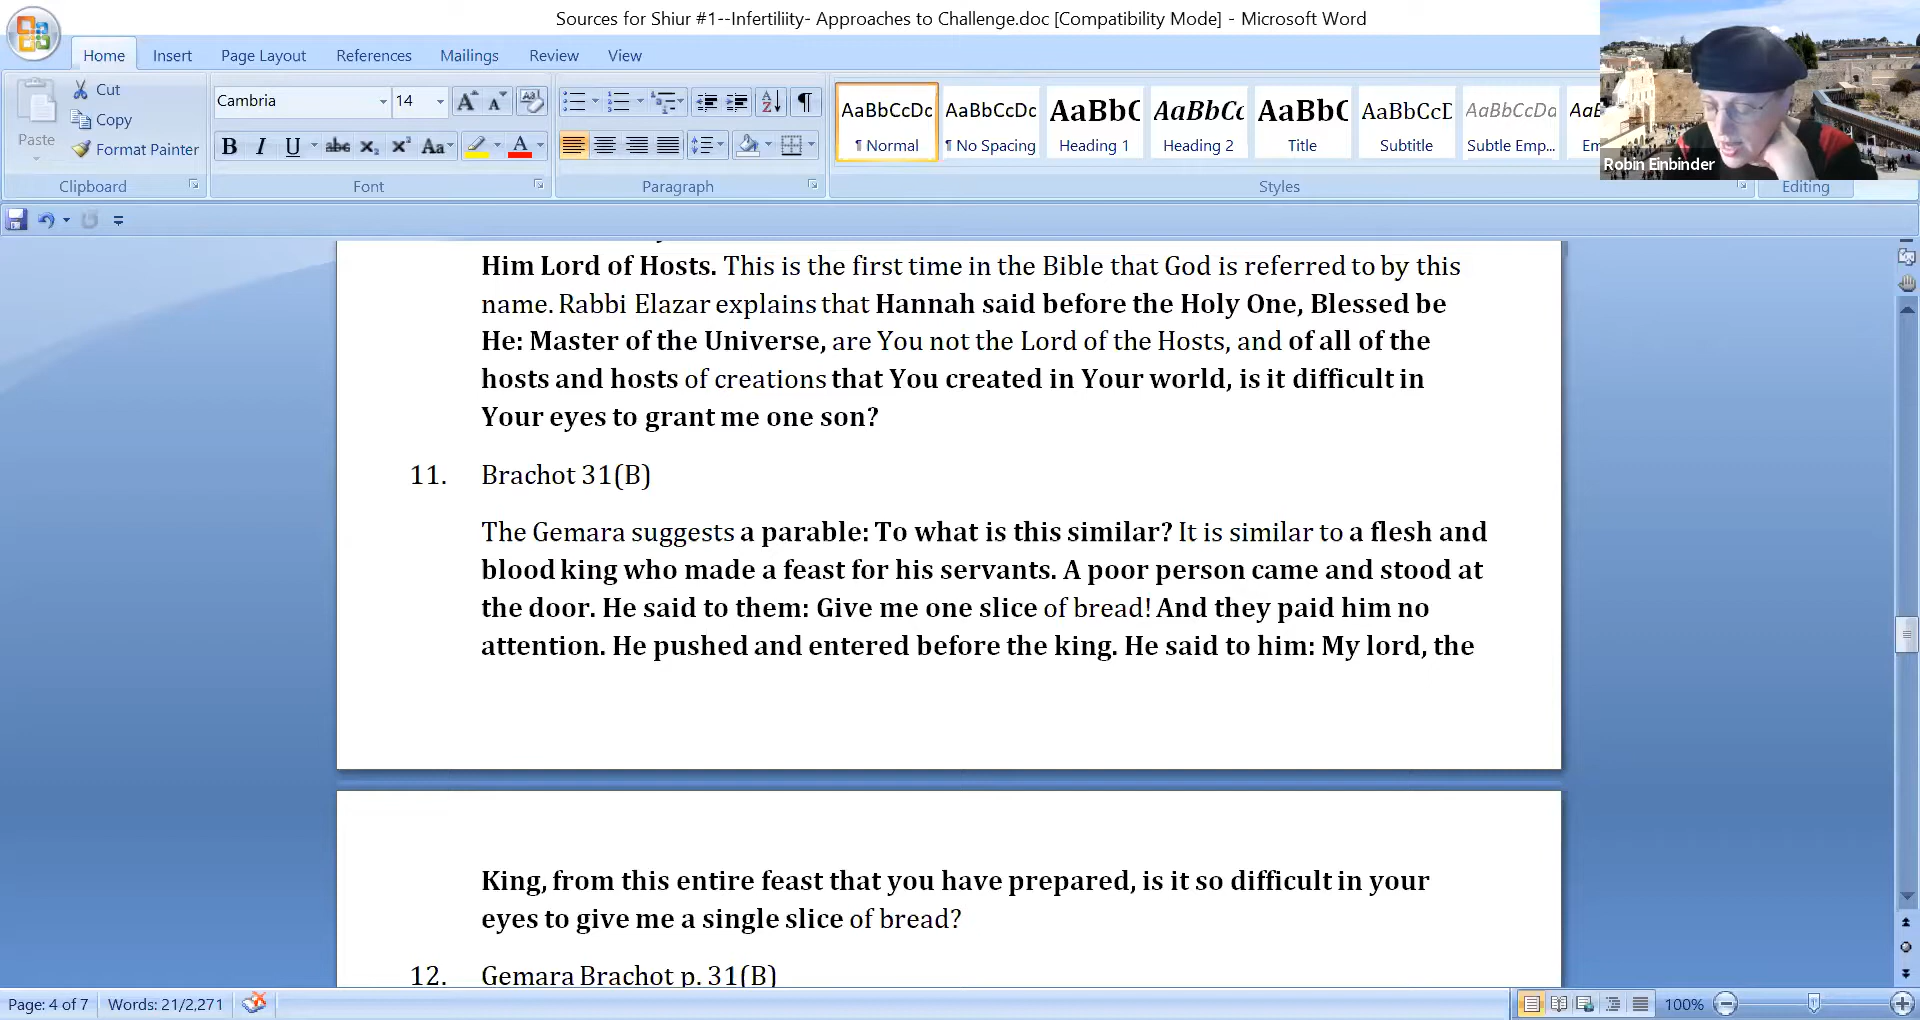 Sources for Shiur #1--Infertiliity- Approaches to Challenge.doc [Compatibility Mode] - Microsoft Word
Home Insert Page Layout References Mailings Review View
Paste
Cut
Copy
Format Painter
Clipboard
Cambria 14
Font
Paragraph
AaBbCcDc AaBbCcDc AaBbC AaBbCc AaBbC AaBbCcD AaBbCcDc
¶ Normal ¶ No Spacing Heading 1 Heading 2 Title Subtitle Subtle Emp...
Styles
Editing
Robin Einbinder
Him Lord of Hosts. This is the first time in the Bible that God is referred to by this
name. Rabbi Elazar explains that Hannah said before the Holy One, Blessed be
He: Master of the Universe, are You not the Lord of the Hosts, and of all of the
hosts and hosts of creations that You created in Your world, is it difficult in
Your eyes to grant me one son?
11. Brachot 31(B)
The Gemara suggests a parable: To what is this similar? It is similar to a flesh and
blood king who made a feast for his servants. A poor person came and stood at
the door. He said to them: Give me one slice of bread! And they paid him no
attention. He pushed and entered before the king. He said to him: My lord, the
King, from this entire feast that you have prepared, is it so difficult in your
eyes to give me a single slice of bread?
12. Gemara Brachot p. 31(B)
Page: 4 of 7 Words: 21/2,271 100%